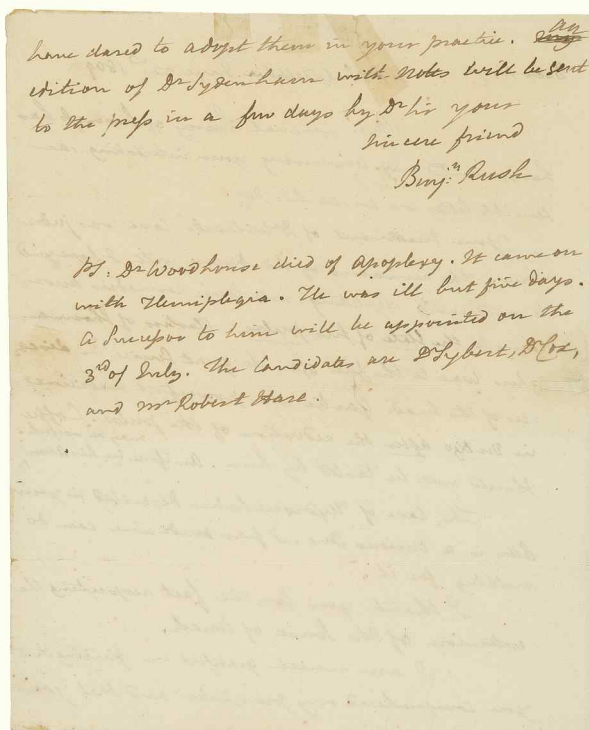 have dared to adopt them in your practice. an
edition of Dr Sydenham with notes will be sent
to the press in a few days by Dr Sir your
sincere friend
Benj:n Rush
PS: Dr Woodhouse died of apoplexy. It came on
with Hemiplegia. He was ill but five days.
A successor to him will be appointed on the
3rd of July. The Candidates are Dr Sybert, Dr Cox,
and Mr Robert Hare.